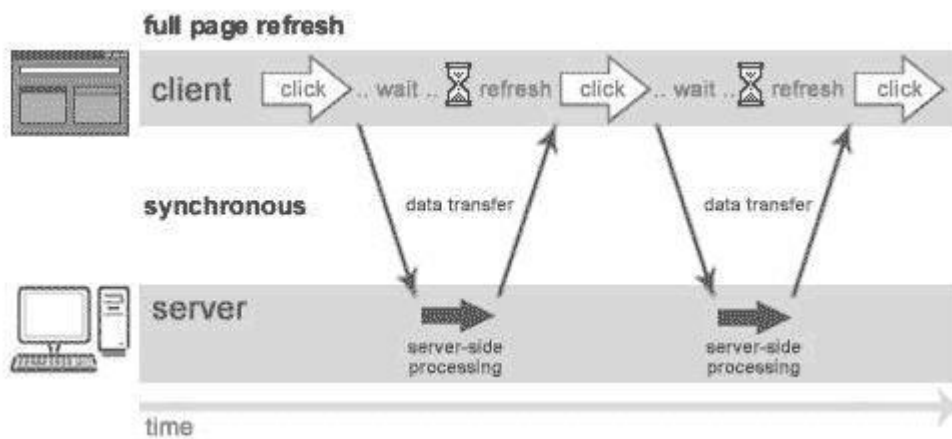 full page refresh
client click .. wait .. refresh click .. wait .. refresh click
synchronous data transfer data transfer
server
server-side processing server-side processing
time